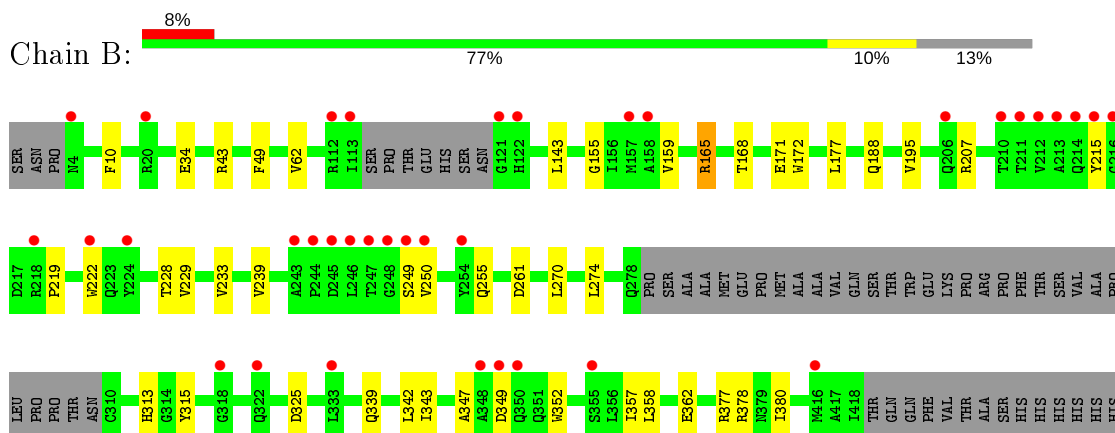 8%
Chain B:
77% 10% 13%
SER ASN PRO N4 F10 R20 E34 R43 F49 V62 R112 I113 SER PRO THR GLU HIS SER ASN G121 H122 L143 G155 I156 M157 A158 V159 R165 T168 E171 W172 L177 Q188 V195 Q206 R207 T210 T211 V212 A213 Q214 Y215 G216
D217 R218 P219 W222 Q223 Y224 T228 V229 V233 V239 A243 P244 D245 L246 T247 G248 S249 V250 Y254 Q255 D261 L270 L274 Q278 PRO SER ALA ALA MET GLU PRO MET ALA ALA VAL GLN SER THR TRP GLU LYS PRO ARG PRO PHE THR SER VAL ALA PRO
LEU PRO PRO THR ASN C310 H313 G314 Y315 G318 Q322 D325 L333 Q339 L342 I343 A347 A348 D349 Q350 Q351 W352 S355 L356 I357 L358 E362 R377 R378 N379 I380 M416 A417 I418 THR GLN GLN PHE VAL THR ALA SER HIS HIS HIS HIS HIS HIS